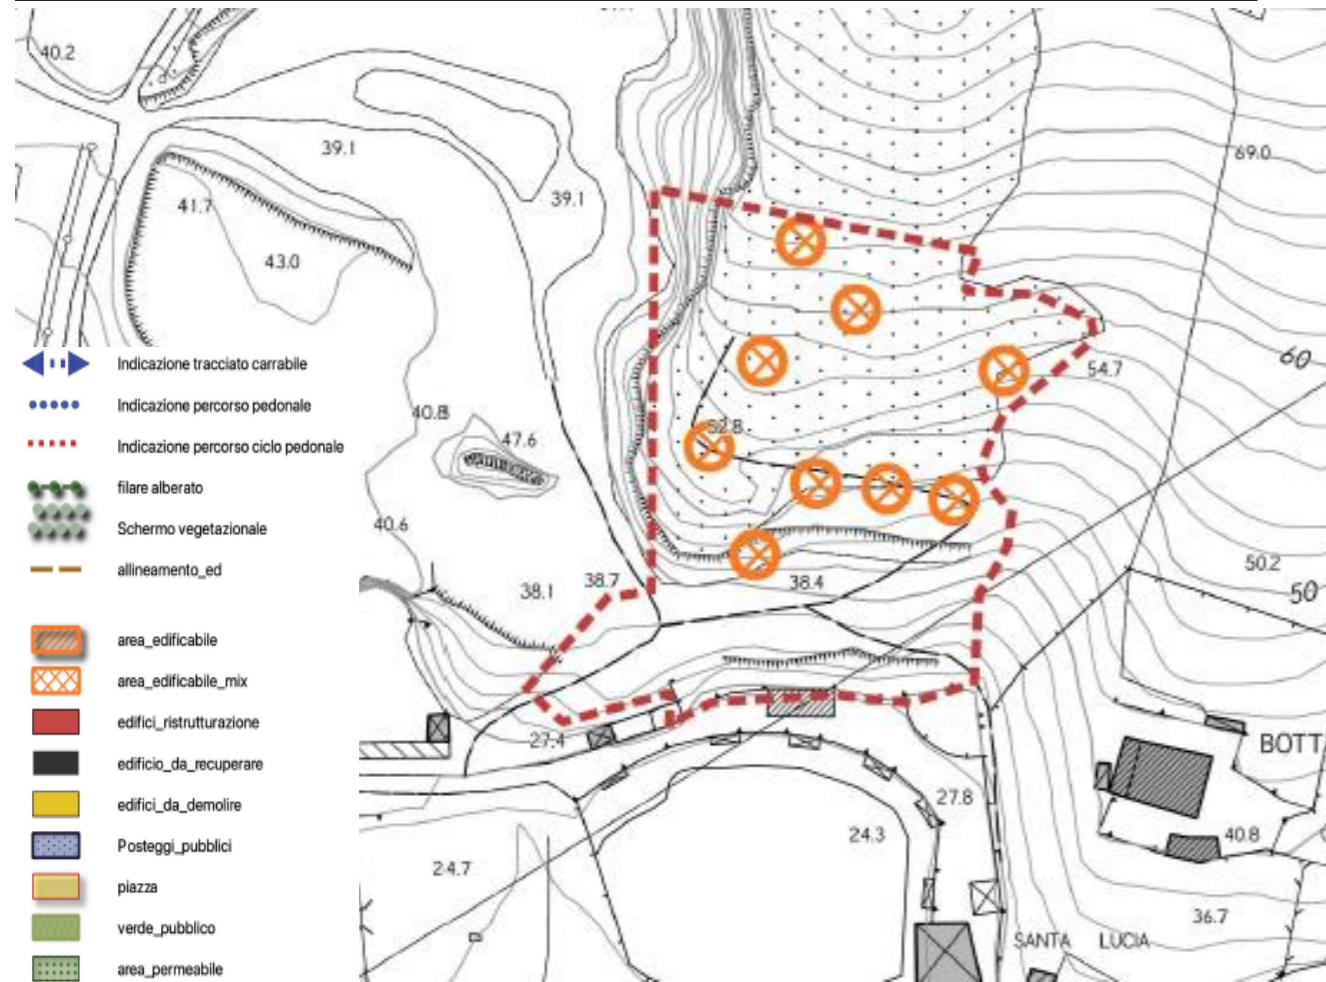 40.2
69.0
39.1
39.1
41.7
43.0
60
Indicazione tracciato carrabile
54.7
Indicazione percorso pedonale
40.8
52.8
Indicazione percorso ciclo pedonale
47.6
filare alberato
Schermo vegetazionale
40.6
allineamento_ed
50.2
38.7
38.4
38.1
50
area_edificabile
area_edificabile_mix
edifici_ristrutturazione
27.4
BOTT
edificio_da_recuperare
27.8
edifici_da_demolire
24.3
40.8
Posteggi_pubblici
24.7
piazza
36.7
verde_pubblico
SANTA LUCIA
area_permeabile